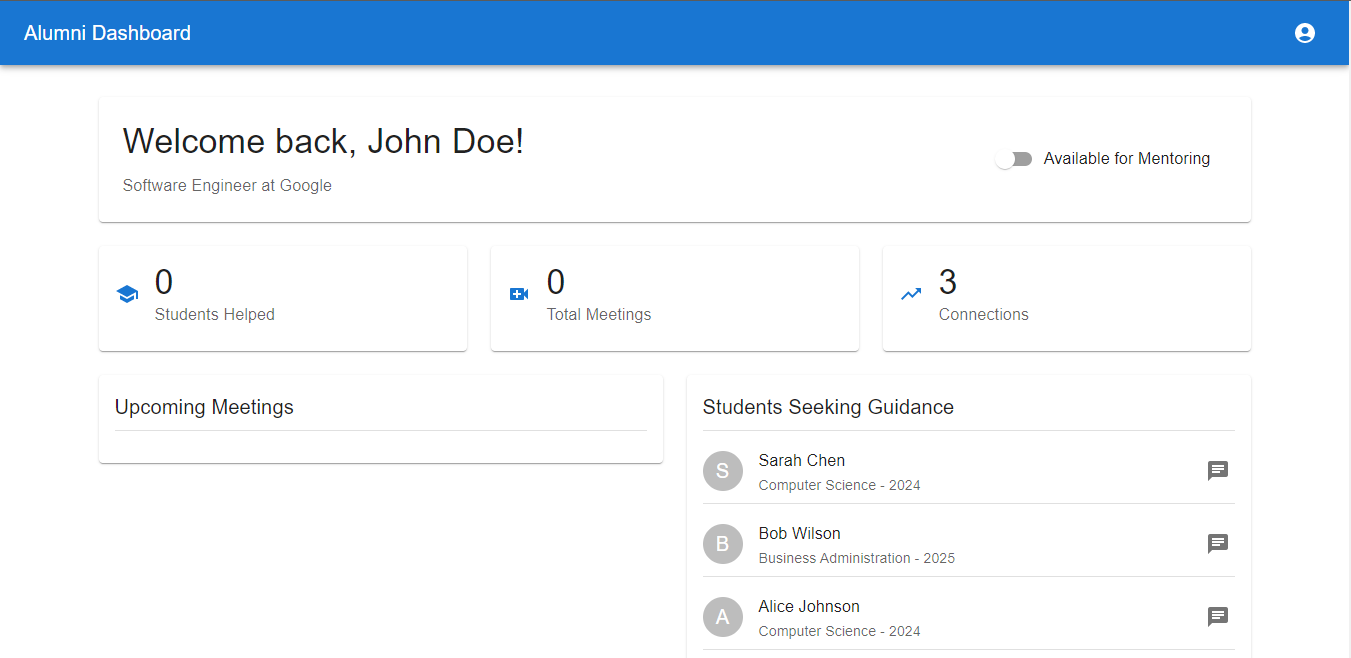 Alumni Dashboard
Welcome back, John Doe!
Software Engineer at Google
Available for Mentoring
0
Students Helped
0
Total Meetings
3
Connections
Upcoming Meetings
Students Seeking Guidance
S
Sarah Chen
Computer Science - 2024
B
Bob Wilson
Business Administration - 2025
A
Alice Johnson
Computer Science - 2024